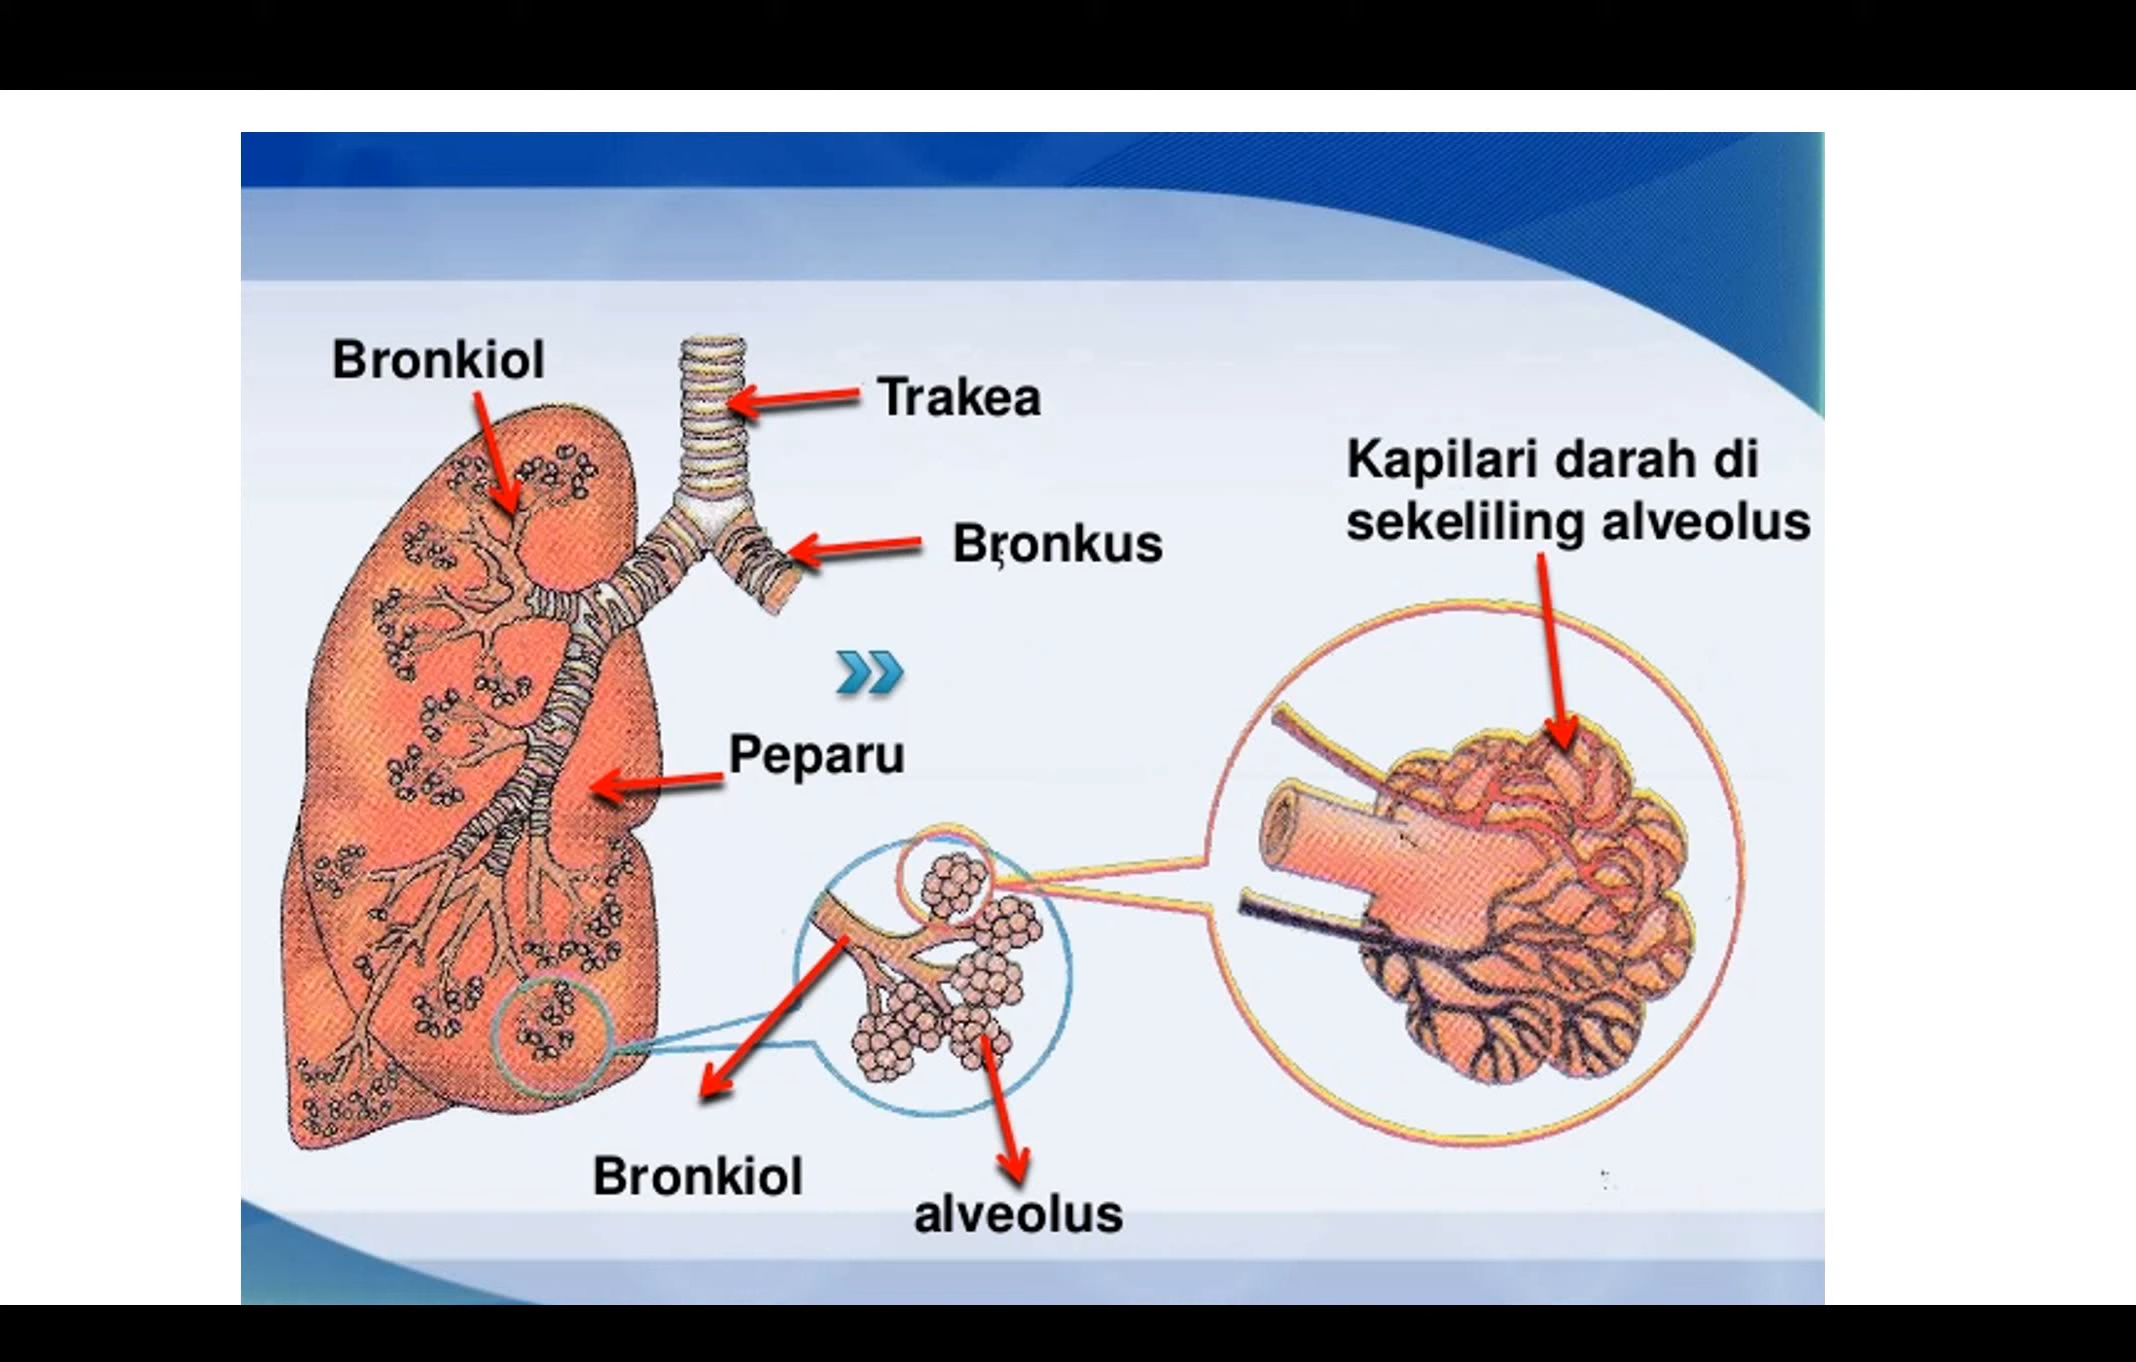 Bronkiol
Trakea
Kapilari darah di
sekeliling alveolus
Bronkus
Peparu
Bronkiol
alveolus